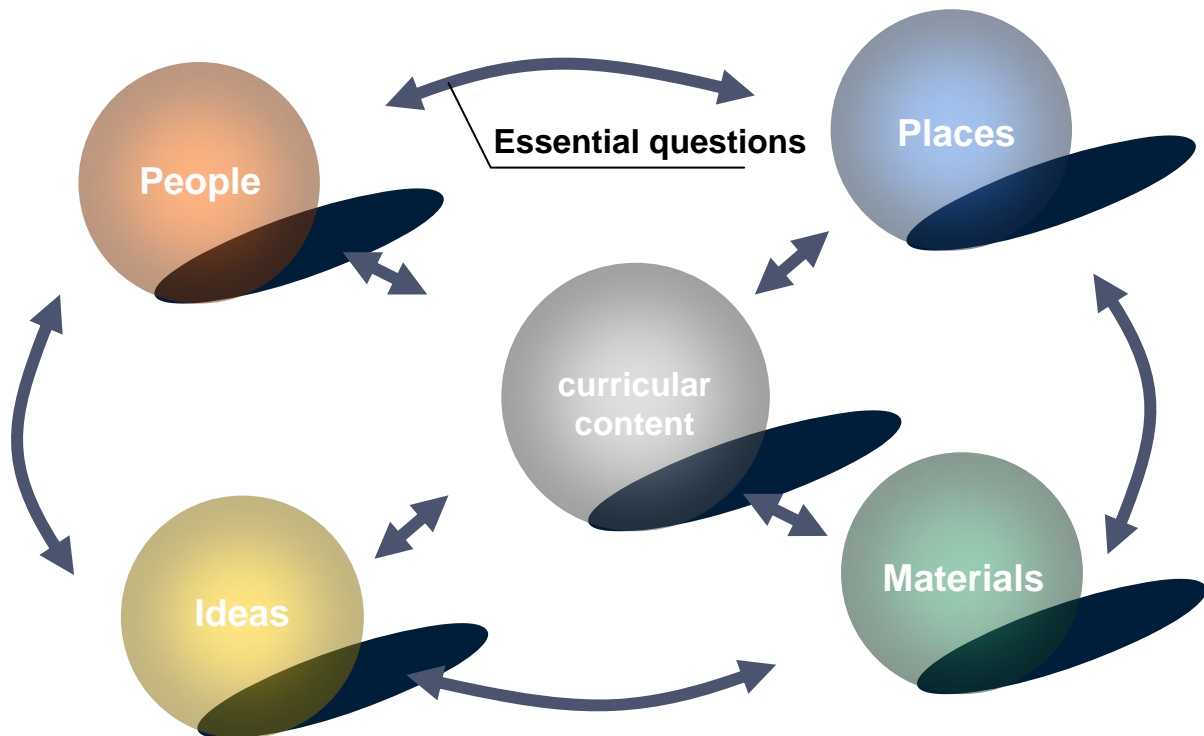 Essential questions
People
Places
curricular
content
Ideas
Materials